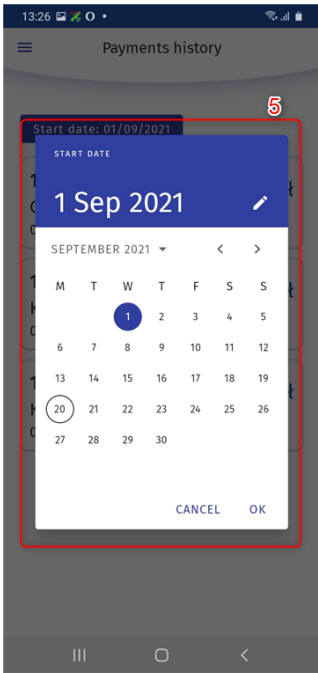 13:26
Payments history
5
Start date: 01/09/2021
START DATE
1 Sep 2021
SEPTEMBER 2021
M T W T F S S
1 2 3 4 5
6 7 8 9 10 11 12
13 14 15 16 17 18 19
20 21 22 23 24 25 26
27 28 29 30
CANCEL OK